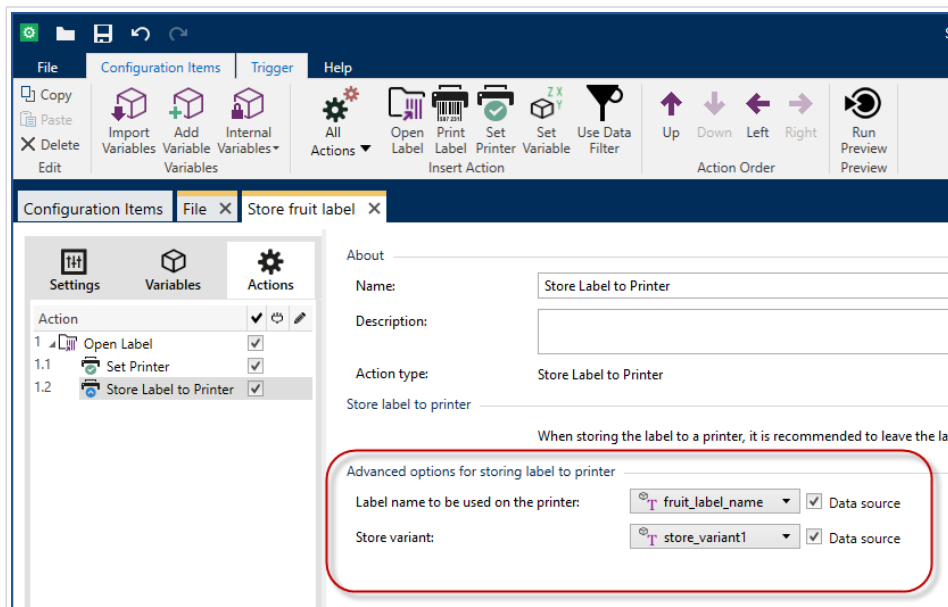 S
File Configuration Items Trigger Help
Copy
Paste
Delete
Edit
Import Variables
Add Variable
Internal Variables
Variables
All Actions
Open Label
Print Label
Set Printer
Set Variable
Use Data Filter
Insert Action
Up Down Left Right
Action Order
Run Preview
Preview
Configuration Items File Store fruit label
Settings Variables Actions
Action
1 Open Label
1.1 Set Printer
1.2 Store Label to Printer
About
Name: Store Label to Printer
Description:
Action type: Store Label to Printer
Store label to printer
When storing the label to a printer, it is recommended to leave the la
Advanced options for storing label to printer
Label name to be used on the printer: fruit_label_name Data source
Store variant: store_variant1 Data source